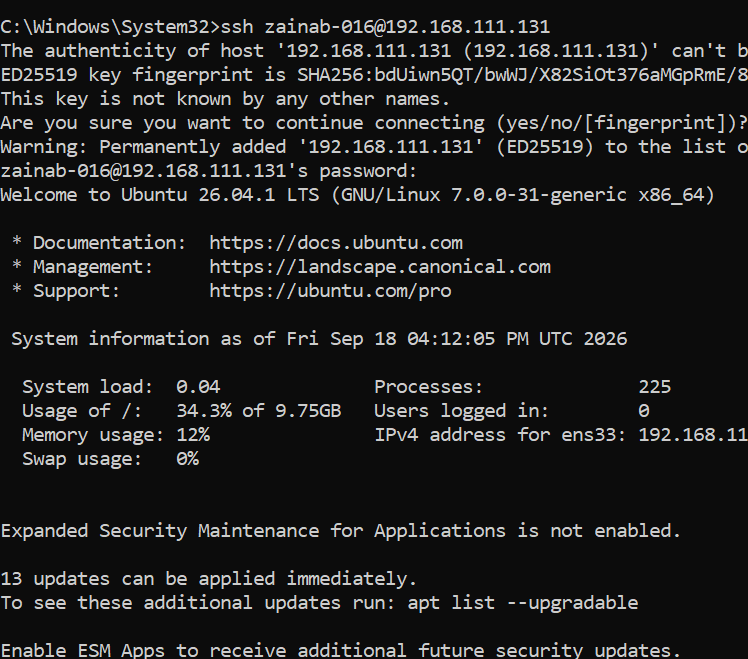 C:\Windows\System32>ssh zainab-016@192.168.111.131
The authenticity of host '192.168.111.131 (192.168.111.131)' can't b
ED25519 key fingerprint is SHA256:bdUiwn5QT/bwWJ/X82SiOt376aMGpRmE/8
This key is not known by any other names.
Are you sure you want to continue connecting (yes/no/[fingerprint])?
Warning: Permanently added '192.168.111.131' (ED25519) to the list o
zainab-016@192.168.111.131's password:
Welcome to Ubuntu 26.04.1 LTS (GNU/Linux 7.0.0-31-generic x86_64)
* Documentation:  https://docs.ubuntu.com
* Management:     https://landscape.canonical.com
* Support:        https://ubuntu.com/pro
System information as of Fri Sep 18 04:12:05 PM UTC 2026
System load:  0.04               Processes:              225
Usage of /:   34.3% of 9.75GB   Users logged in:        0
Memory usage: 12%               IPv4 address for ens33: 192.168.11
Swap usage:   0%
Expanded Security Maintenance for Applications is not enabled.
13 updates can be applied immediately.
To see these additional updates run: apt list --upgradable
Enable ESM Apps to receive additional future security updates.